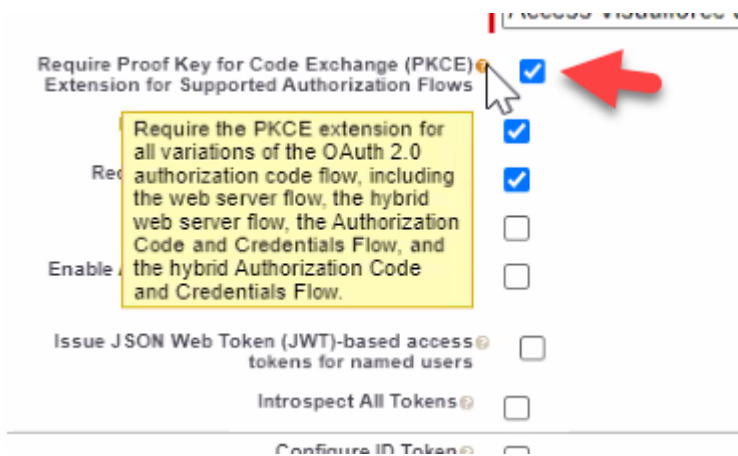 Require Proof Key for Code Exchange (PKCE)
Extension for Supported Authorization Flows
Require the PKCE extension for
all variations of the OAuth 2.0
authorization code flow, including
the web server flow, the hybrid
web server flow, the Authorization
Code and Credentials Flow, and
the hybrid Authorization Code
and Credentials Flow.
Enable
Issue JSON Web Token (JWT)-based access
tokens for named users
Introspect All Tokens
Configure ID Token